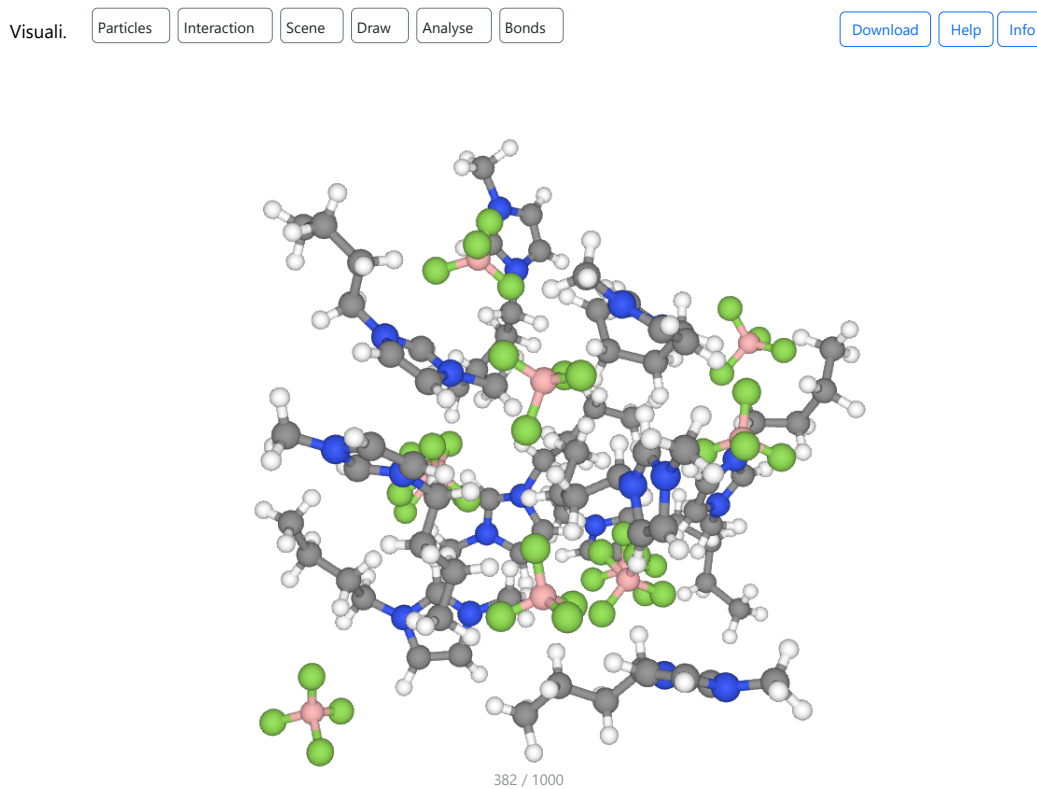 Visuali. Particles Interaction Scene Draw Analyse Bonds Download Help Info
382 / 1000